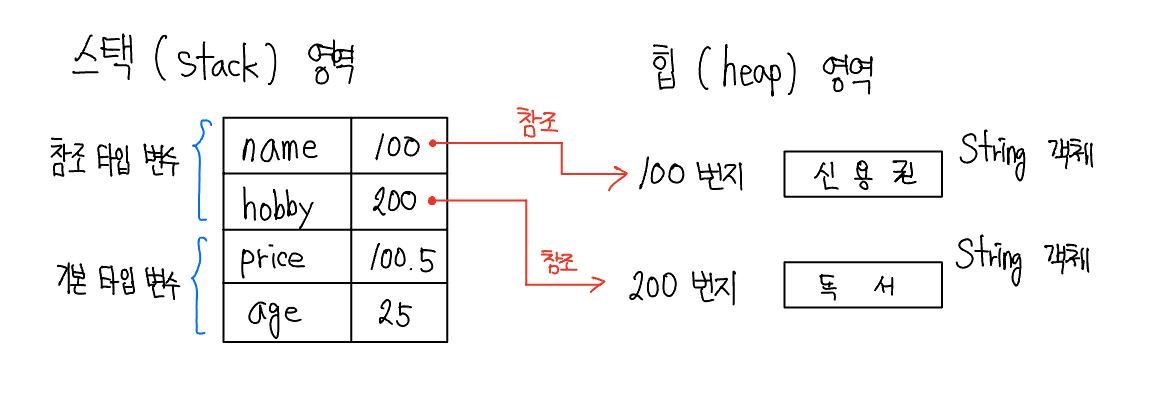 스택 (stack) 영역
힙 (heap) 영역
참조 타입 변수
name 100
참조
100 번지
신용권
String 객체
hobby 200
기본 타입 변수
price 100.5
참조
200 번지
독서
String 객체
age 25